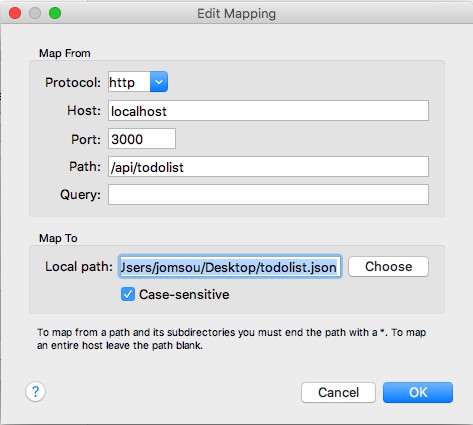 Edit Mapping
Map From
Protocol: http
Host: localhost
Port: 3000
Path: /api/todolist
Query:
Map To
Local path: Jsers/jomsou/Desktop/todolist.json Choose
Case-sensitive
To map from a path and its subdirectories you must end the path with a *. To map
an entire host leave the path blank.
? Cancel OK